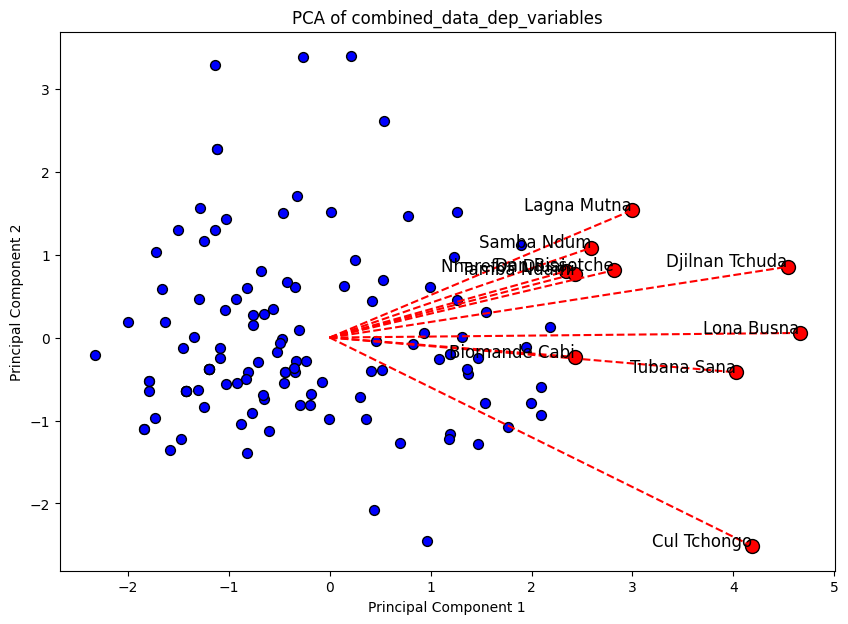 PCA of combined_data_dep_variables
Principal Component 2
3
2
1
0
−1
−2
Lagna Mutna
Samba Ndum
Djilnan Tchuda
Lona Busna
Biomande Cabi
Tubana Sana
Cul Tchongo
−2
−1
0
1
2
3
4
5
Principal Component 1